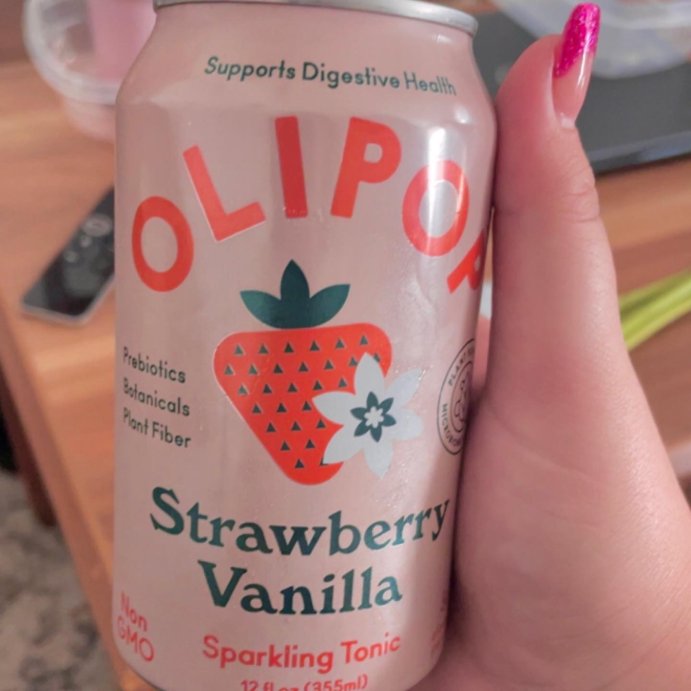 Supports Digestive Health
OLIPOP
Prebiotics
Botanicals
Plant Fiber
Strawberry
Vanilla
Non
GMO
Sparkling Tonic
12 fl oz (355ml)